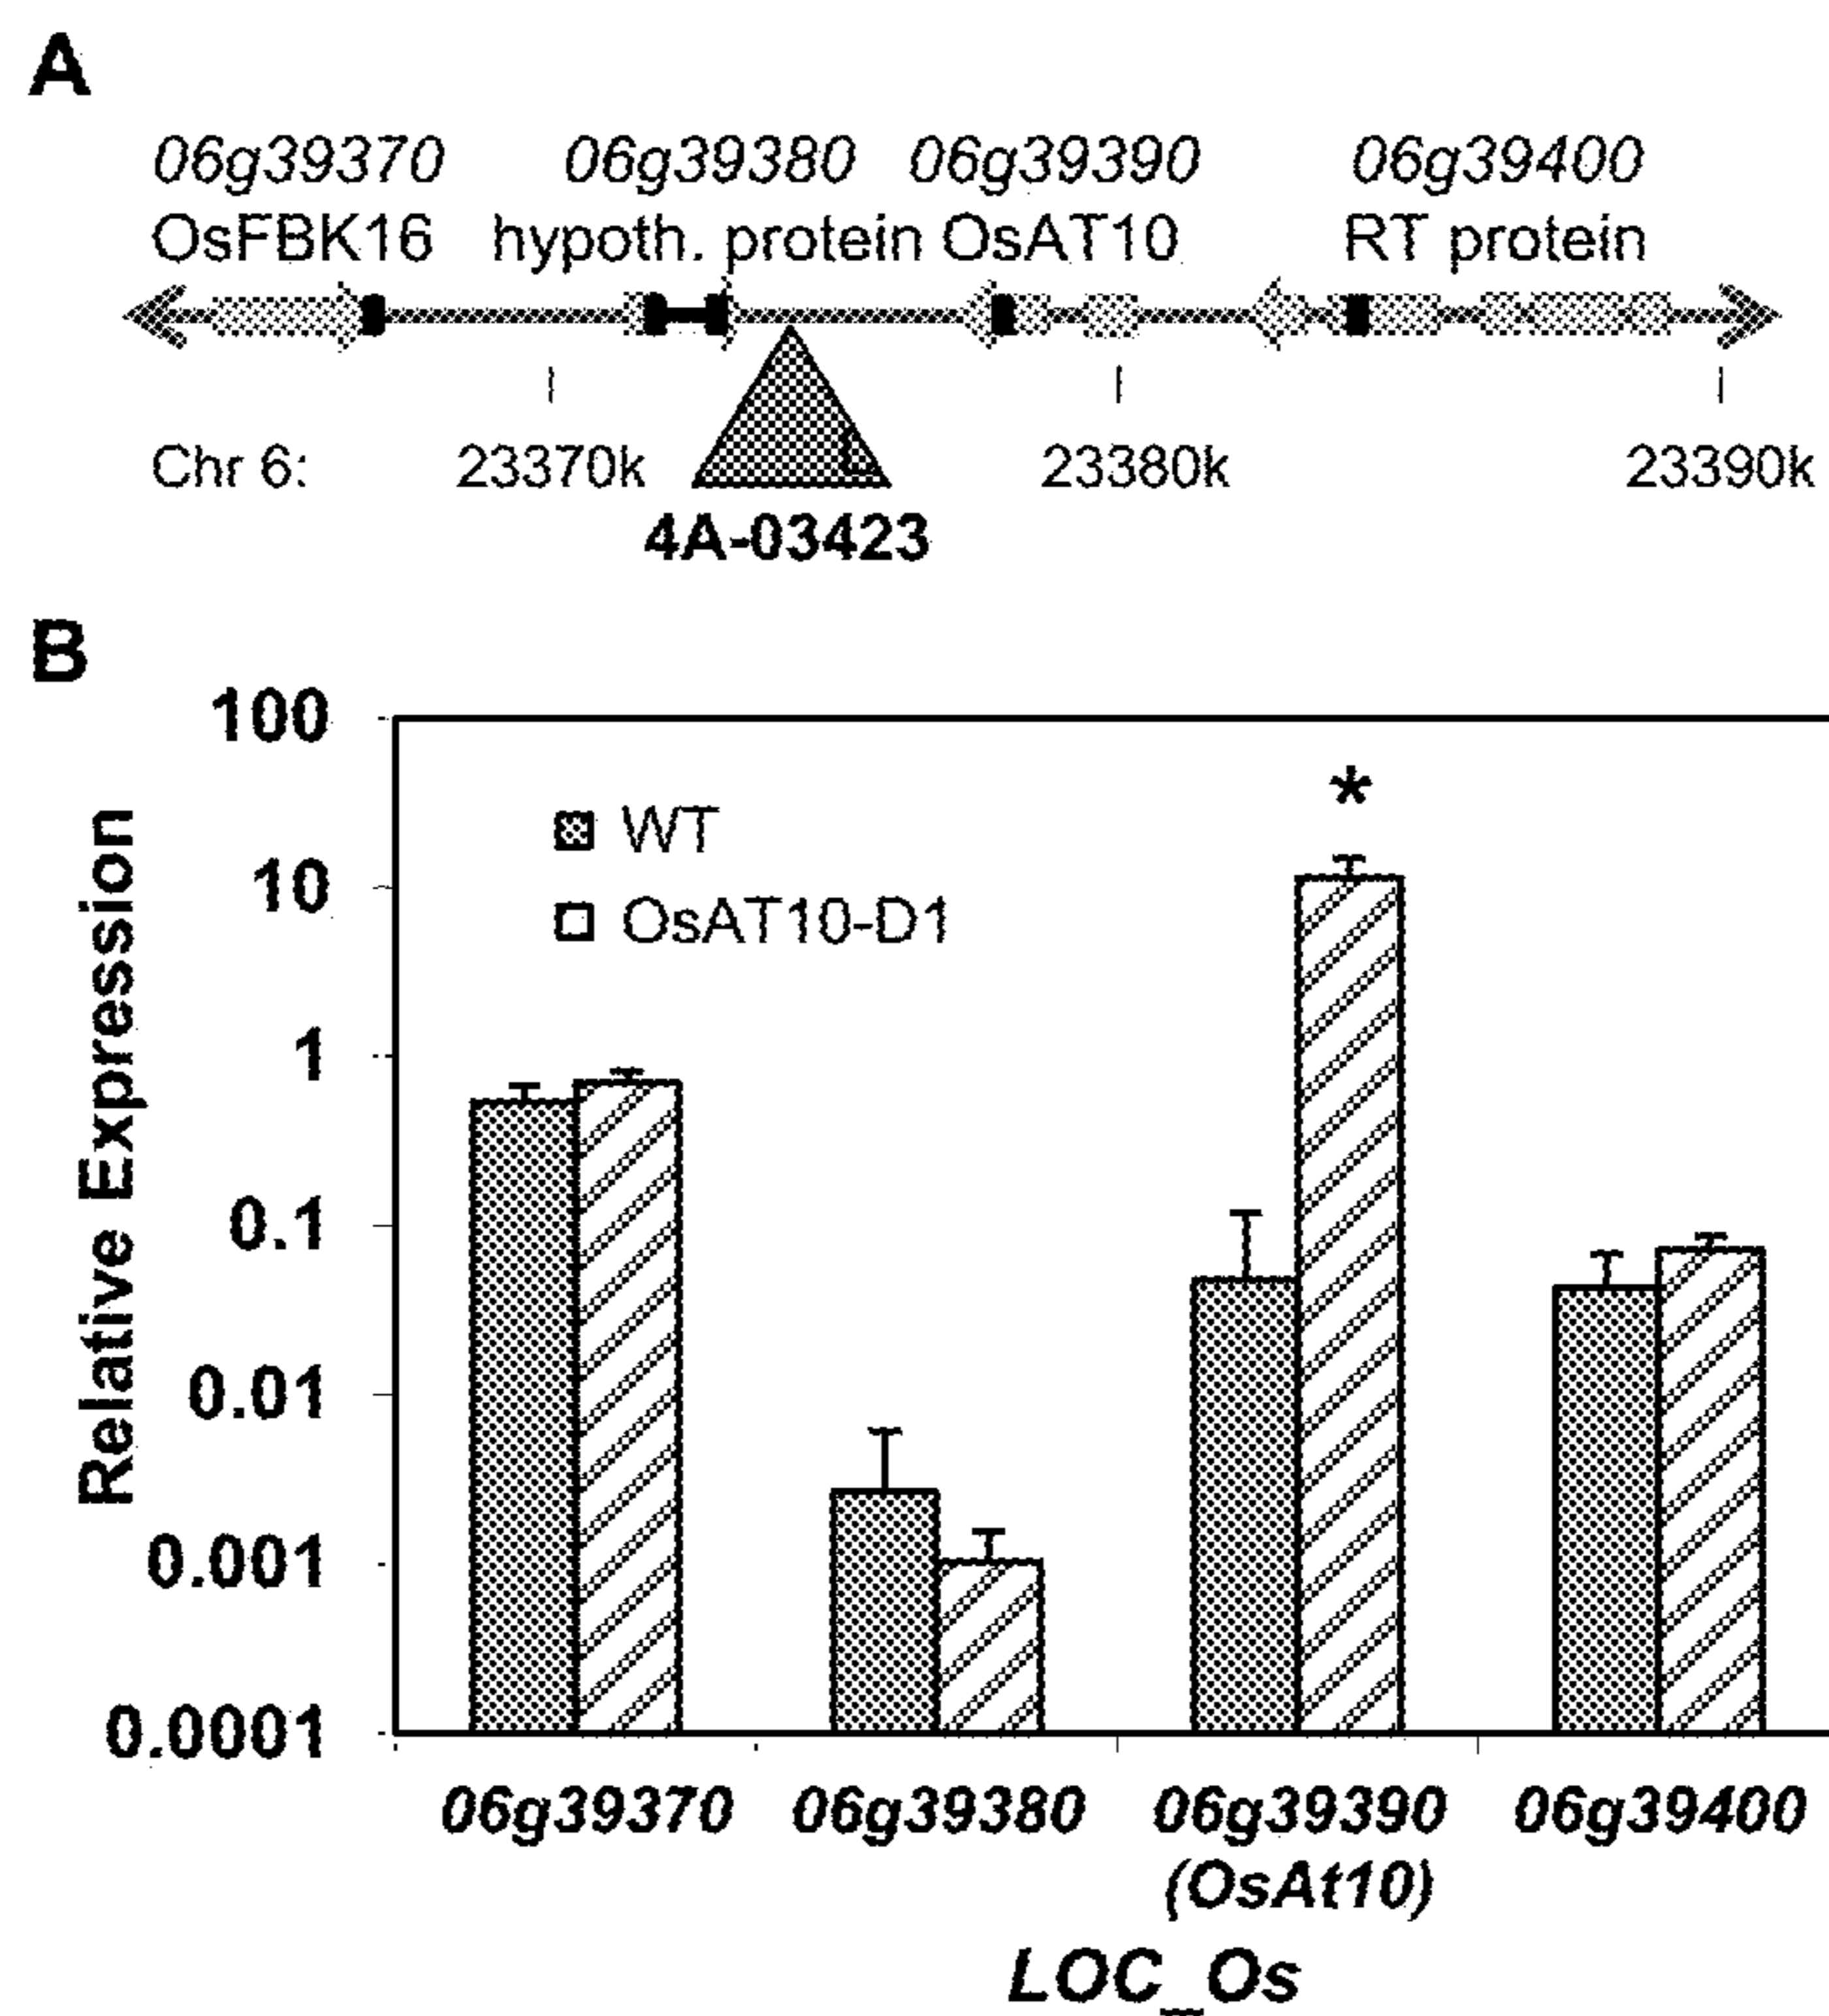 A
06g39370 06g39380 06g39390 06g39400
OsFBK16 hypoth. protein OsAT10 RT protein
Chr 6: 23370k 23380k 23390k
4A-03423
B
100
10
1
0.1
0.01
0.001
0.0001
Relative Expression
*
WT
OsAT10-D1
06g39370 06g39380 06g39390 06g39400
(OsAt10)
LOC_Os